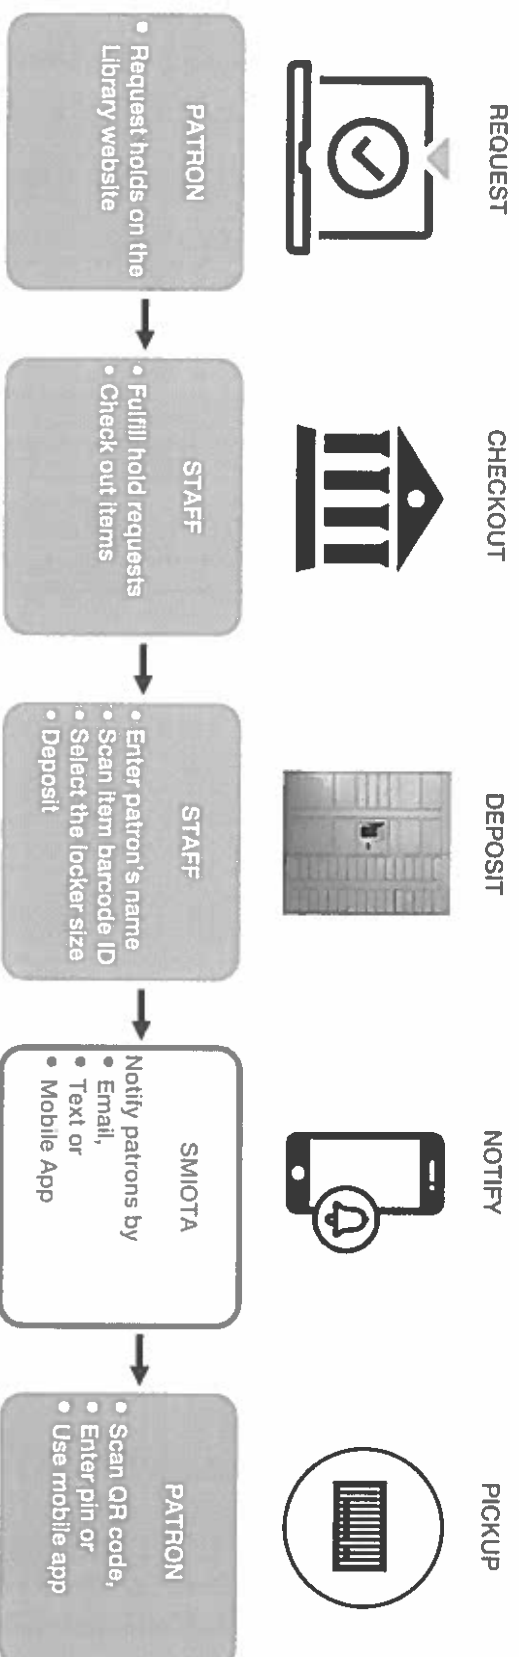 REQUEST
CHECKOUT
DEPOSIT
NOTIFY
PICKUP
PATRON
• Request holds on the
Library website
STAFF
• Fulfill hold requests
• Check out items
STAFF
• Enter patron's name
• Scan item barcode ID
• Select the locker size
• Deposit
SMIOTA
Notify patrons by
• Email,
• Text or
• Mobile App
PATRON
• Scan QR code,
• Enter pin or
• Use mobile app